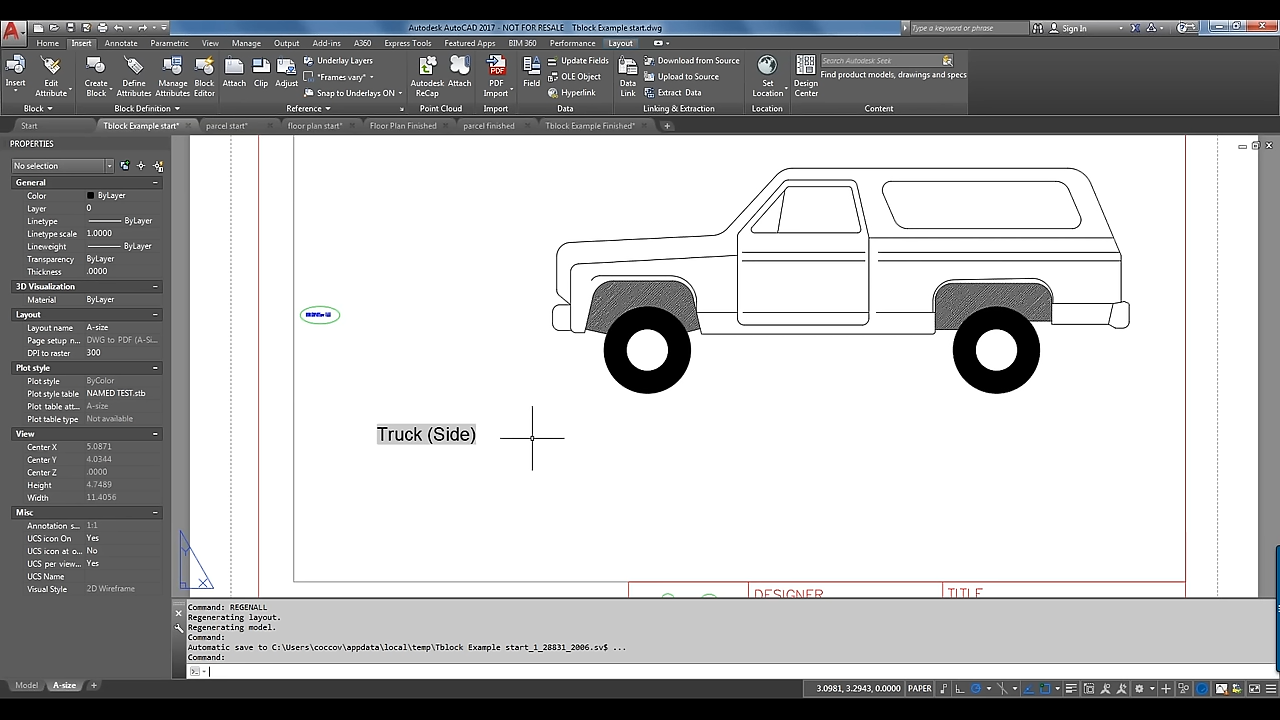 Autodesk AutoCAD 2017 - NOT FOR RESALE Tblock Example start.dwg
Type a keyword or phrase
Sign In
Home Insert Annotate Parametric View Manage Output Add-ins A360 Express Tools Featured Apps BIM 360 Performance Layout
Insert
Edit Attribute
Create Block
Define Attributes
Manage Attributes
Block Editor
Attach
Clip
Adjust
Underlay Layers
*Frames vary*
Snap to Underlays ON
Autodesk ReCap
Attach
PDF Import
Field
Update Fields
OLE Object
Hyperlink
Data Link
Download from Source
Upload to Source
Extract Data
Set Location
Design Center
Search Autodesk Seek
Find product models, drawings and specs
Block Block Definition Reference Point Cloud Import Data Linking & Extraction Location Content
Start Tblock Example start* parcel start* floor plan start* Floor Plan Finished parcel finished Tblock Example Finished*
PROPERTIES
No selection
General
Color ByLayer
Layer 0
Linetype ByLayer
Linetype scale 1.0000
Lineweight ByLayer
Transparency ByLayer
Thickness .0000
3D Visualization
Material ByLayer
Layout
Layout name A-size
Page setup n... DWG to PDF (A-Si...
DPI to raster 300
Plot style
Plot style ByColor
Plot style table NAMED TEST.stb
Plot table att... A-size
Plot table type Not available
View
Center X 5.0871
Center Y 4.0344
Center Z .0000
Height 4.7489
Width 11.4056
Misc
Annotation s... 1:1
UCS icon On Yes
UCS icon at o... No
UCS per view... Yes
UCS Name
Visual Style 2D Wireframe
Truck (Side)
Y
X
DESIGNER TITLE
Command: REGENALL
Regenerating layout.
Regenerating model.
Command:
Automatic save to C:\Users\coccov\appdata\local\temp\Tblock Example start_1_28831_2006.sv$ ...
Command:
Model A-size
3.0981, 3.2943, 0.0000 PAPER